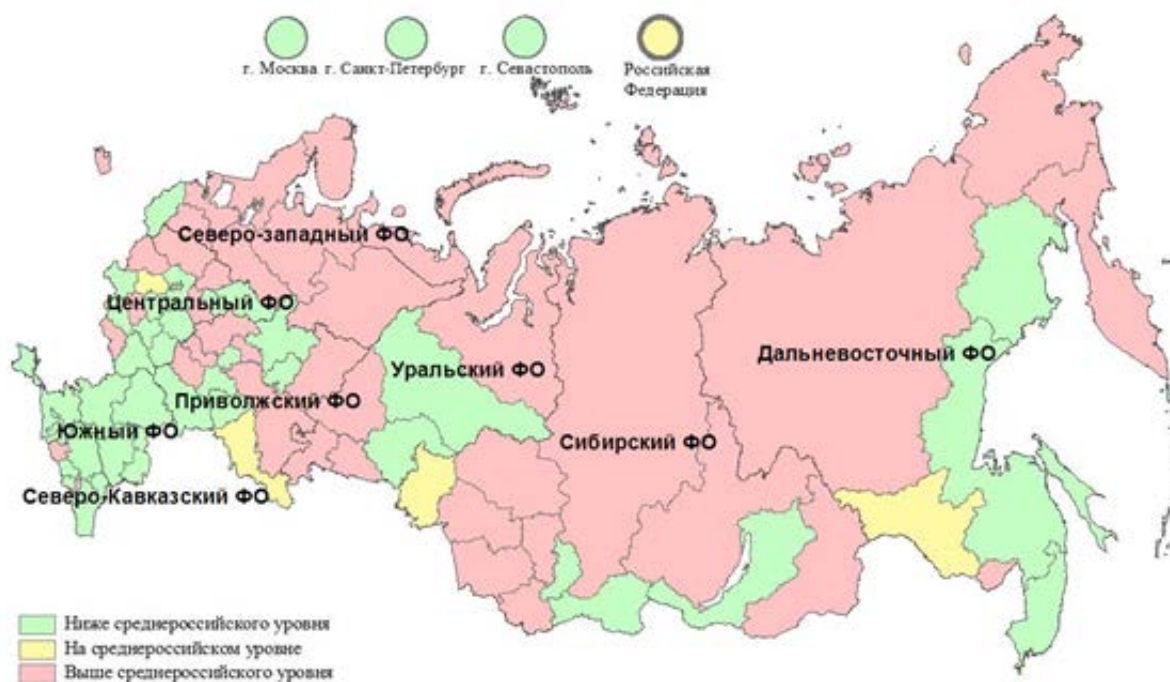 г. Москва г. Санкт-Петербург г. Севастополь Российская
Федерация
Северо-западный ФО
Центральный ФО
Дальневосточный ФО
Уральский ФО
Приволжский ФО
Южный ФО
Сибирский ФО
Северо-Кавказский ФО
Ниже среднероссийского уровня
На среднероссийском уровне
Выше среднероссийского уровня